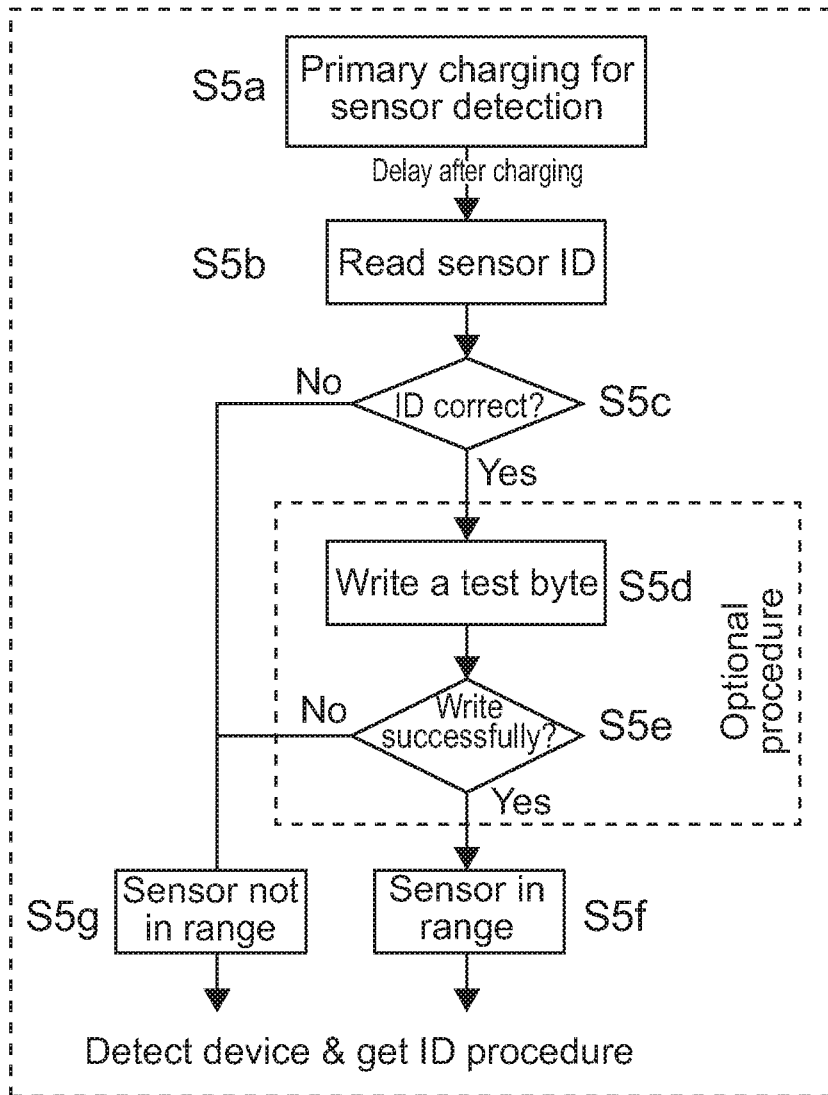 S5a
Primary charging for
sensor detection
Delay after charging
S5b
Read sensor ID
No
ID correct?
S5c
Yes
Write a test byte
S5d
Optional
procedure
No
Write
successfully?
S5e
Yes
S5g
Sensor not
in range
Sensor in
range
S5f
Detect device & get ID procedure